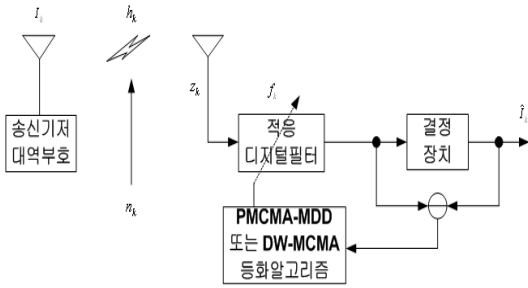 I_k
h_k
z_k
f_k
송신기저
대역부호
적응
디지털필터
결정
장치
Î_k
n_k
PMCMA-MDD
또는 DW-MCMA
등화알고리즘